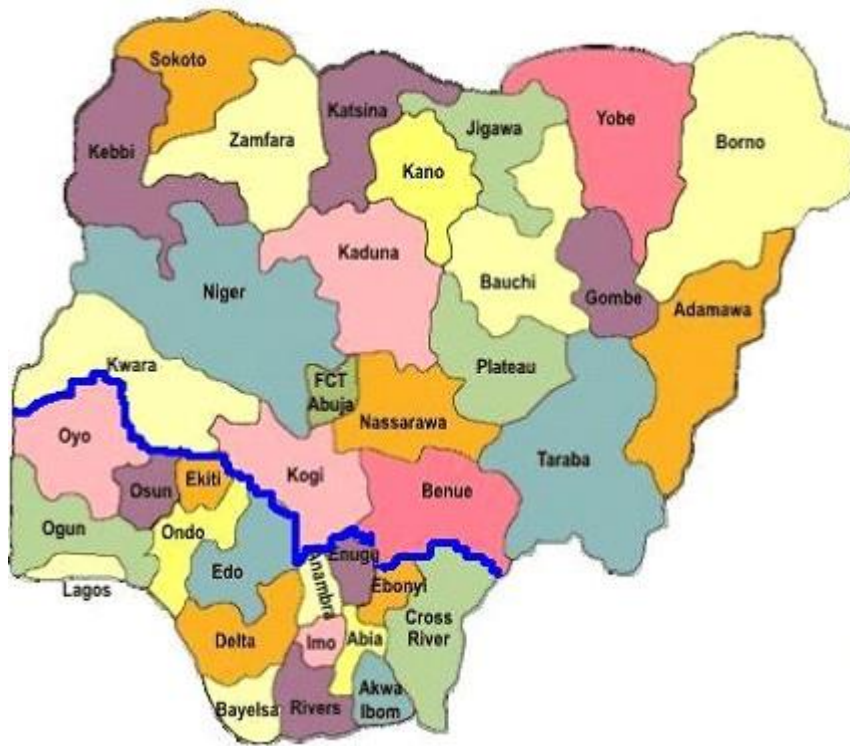 Sokoto
Katsina
Jigawa
Yobe
Borno
Kebbi
Zamfara
Kano
Kaduna
Bauchi
Niger
Gombe
Adamawa
Kwara
FCT
Abuja
Plateau
Nassarawa
Oyo
Kogi
Taraba
Osun
Ekiti
Benue
Ogun
Ondo
Edo
Enugu
Anambra
Ebonyi
Lagos
Delta
Imo
Abia
Cross
River
Bayelsa
Rivers
Akwa
Ibom